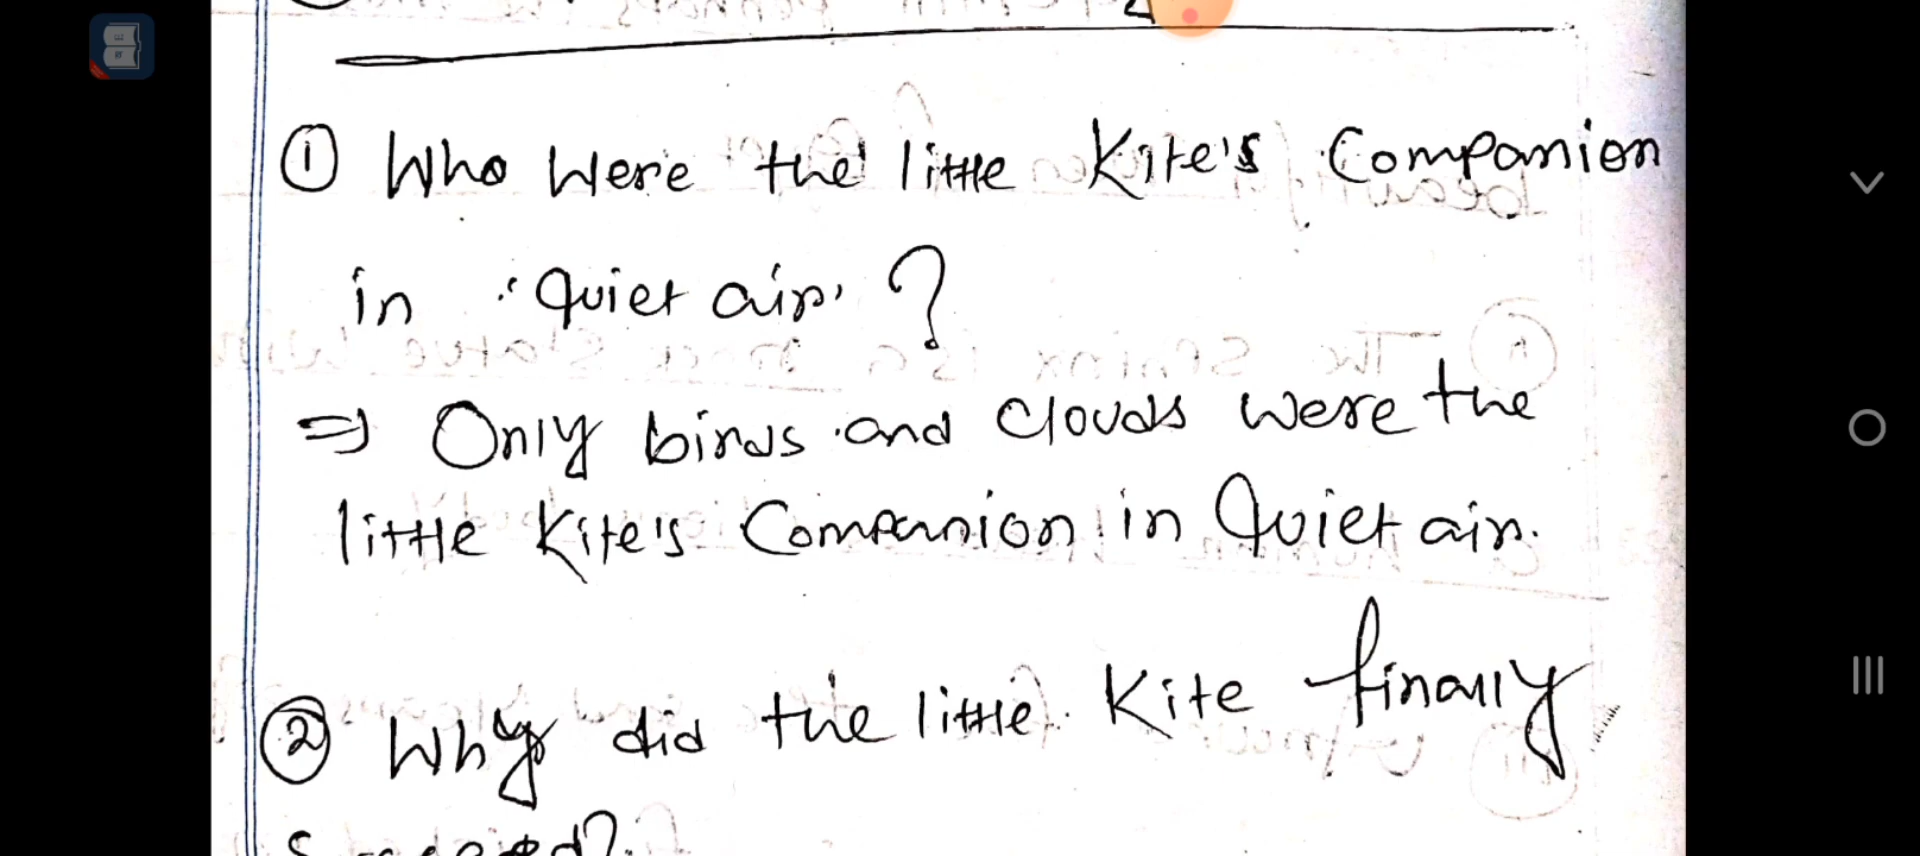 ① Who Were the little Kite's Companion
in 'Quiet air' ?
⇒ Only birds and Clouds were the
little Kite's Companion in Quiet air.
② Why did the little Kite finally